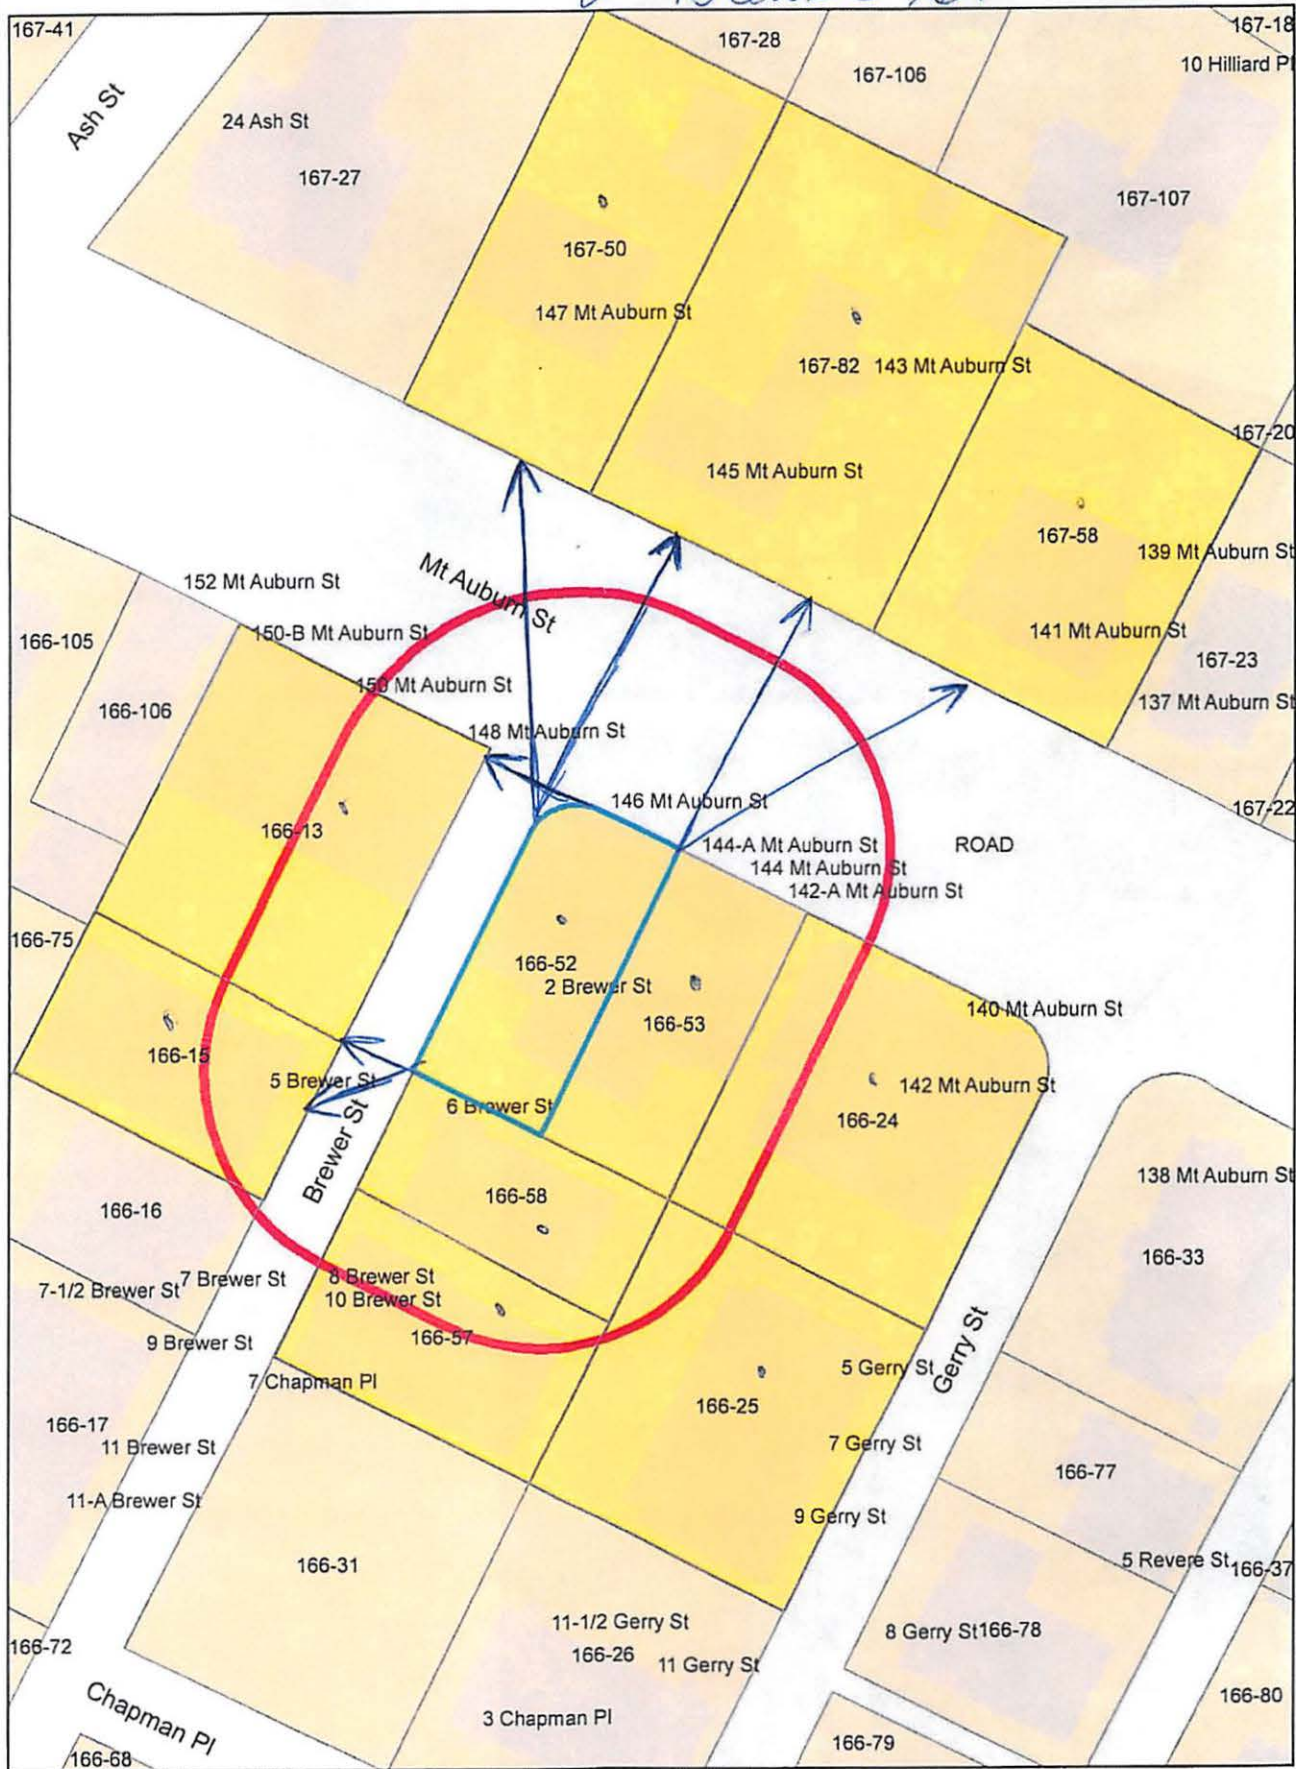 167-41
167-28
167-18
167-106
10 Hilliard Pl
Ash St
24 Ash St
167-27
167-107
167-50
147 Mt Auburn St
167-82
143 Mt Auburn St
167-20
145 Mt Auburn St
167-58
139 Mt Auburn St
Mt Auburn St
152 Mt Auburn St
150-B Mt Auburn St
141 Mt Auburn St
166-105
167-23
150 Mt Auburn St
137 Mt Auburn St
166-106
148 Mt Auburn St
146 Mt Auburn St
167-22
166-13
144-A Mt Auburn St
ROAD
144 Mt Auburn St
142-A Mt Auburn St
166-75
166-52
2 Brewer St
140 Mt Auburn St
166-53
166-15
5 Brewer St
142 Mt Auburn St
6 Brewer St
166-24
Brewer St
138 Mt Auburn St
166-58
166-16
166-33
7-1/2 Brewer St
7 Brewer St
8 Brewer St
10 Brewer St
166-57
9 Brewer St
Gerry St
5 Gerry St
7 Chapman Pl
166-25
166-17
11 Brewer St
7 Gerry St
166-77
11-A Brewer St
9 Gerry St
166-31
5 Revere St
166-37
11-1/2 Gerry St
8 Gerry St
166-78
166-72
166-26
11 Gerry St
166-80
Chapman Pl
3 Chapman Pl
166-79
166-68